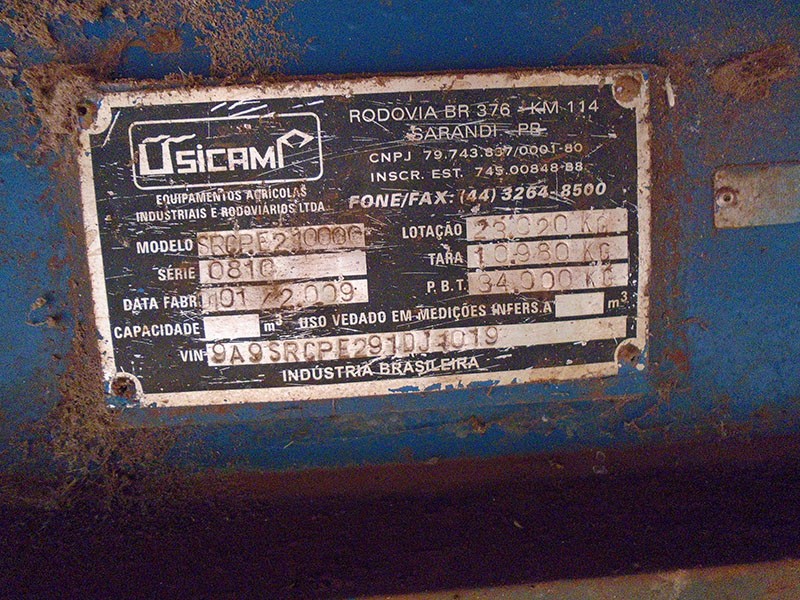 USICAMP
EQUIPAMENTOS AGRÍCOLAS
INDUSTRIAIS E RODOVIÁRIOS LTDA
RODOVIA BR 376 - KM 114
SARANDI - PR
CNPJ 79.743.837/0001-80
INSCR. EST. 745.00848-88
FONE/FAX: (44) 3264-8500
MODELO SRCPE21000G
SÉRIE 0810
DATA FABR. 01 / 2.009
LOTAÇÃO 23.020 KG
TARA 10.980 KG
P.B.T. 34.000 KG
CAPACIDADE m³ USO VEDADO EM MEDIÇÕES INFERS.A m³
VIN 9A9SRCPE291DJ4019
INDÚSTRIA BRASILEIRA